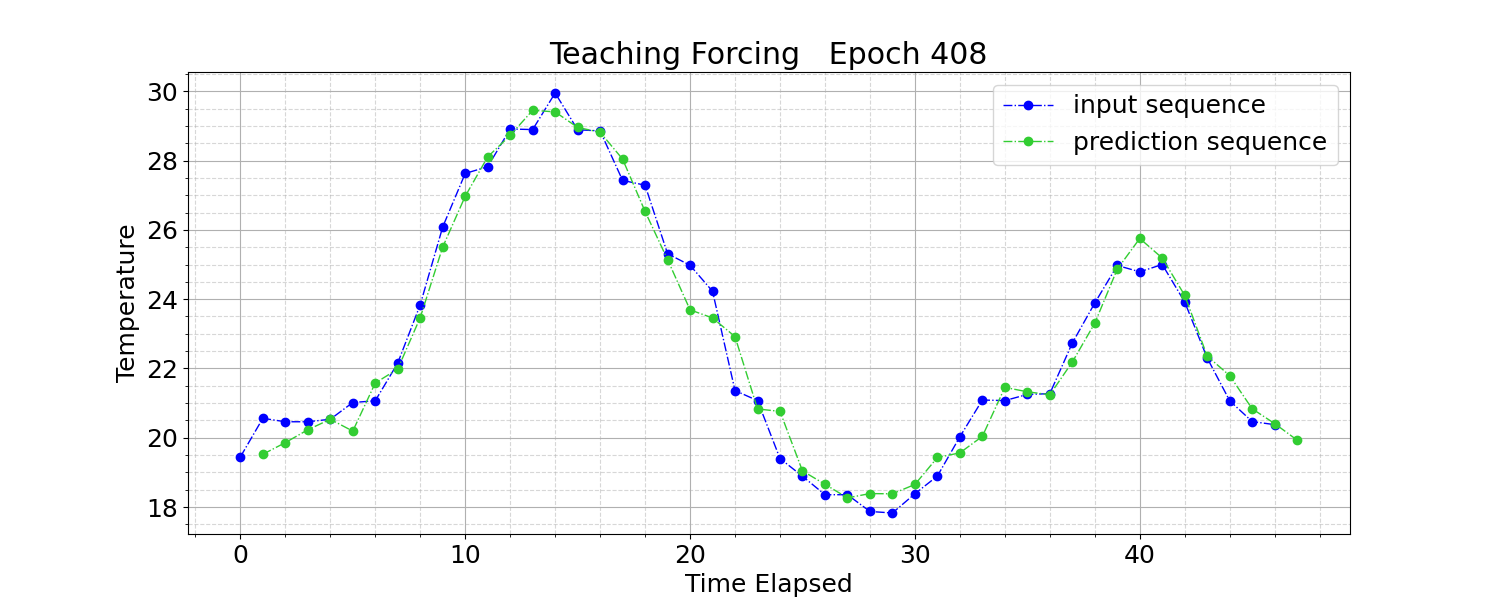 Teaching Forcing   Epoch 408
input sequence
prediction sequence
Temperature
30
28
26
24
22
20
18
0 10 20 30 40
Time Elapsed